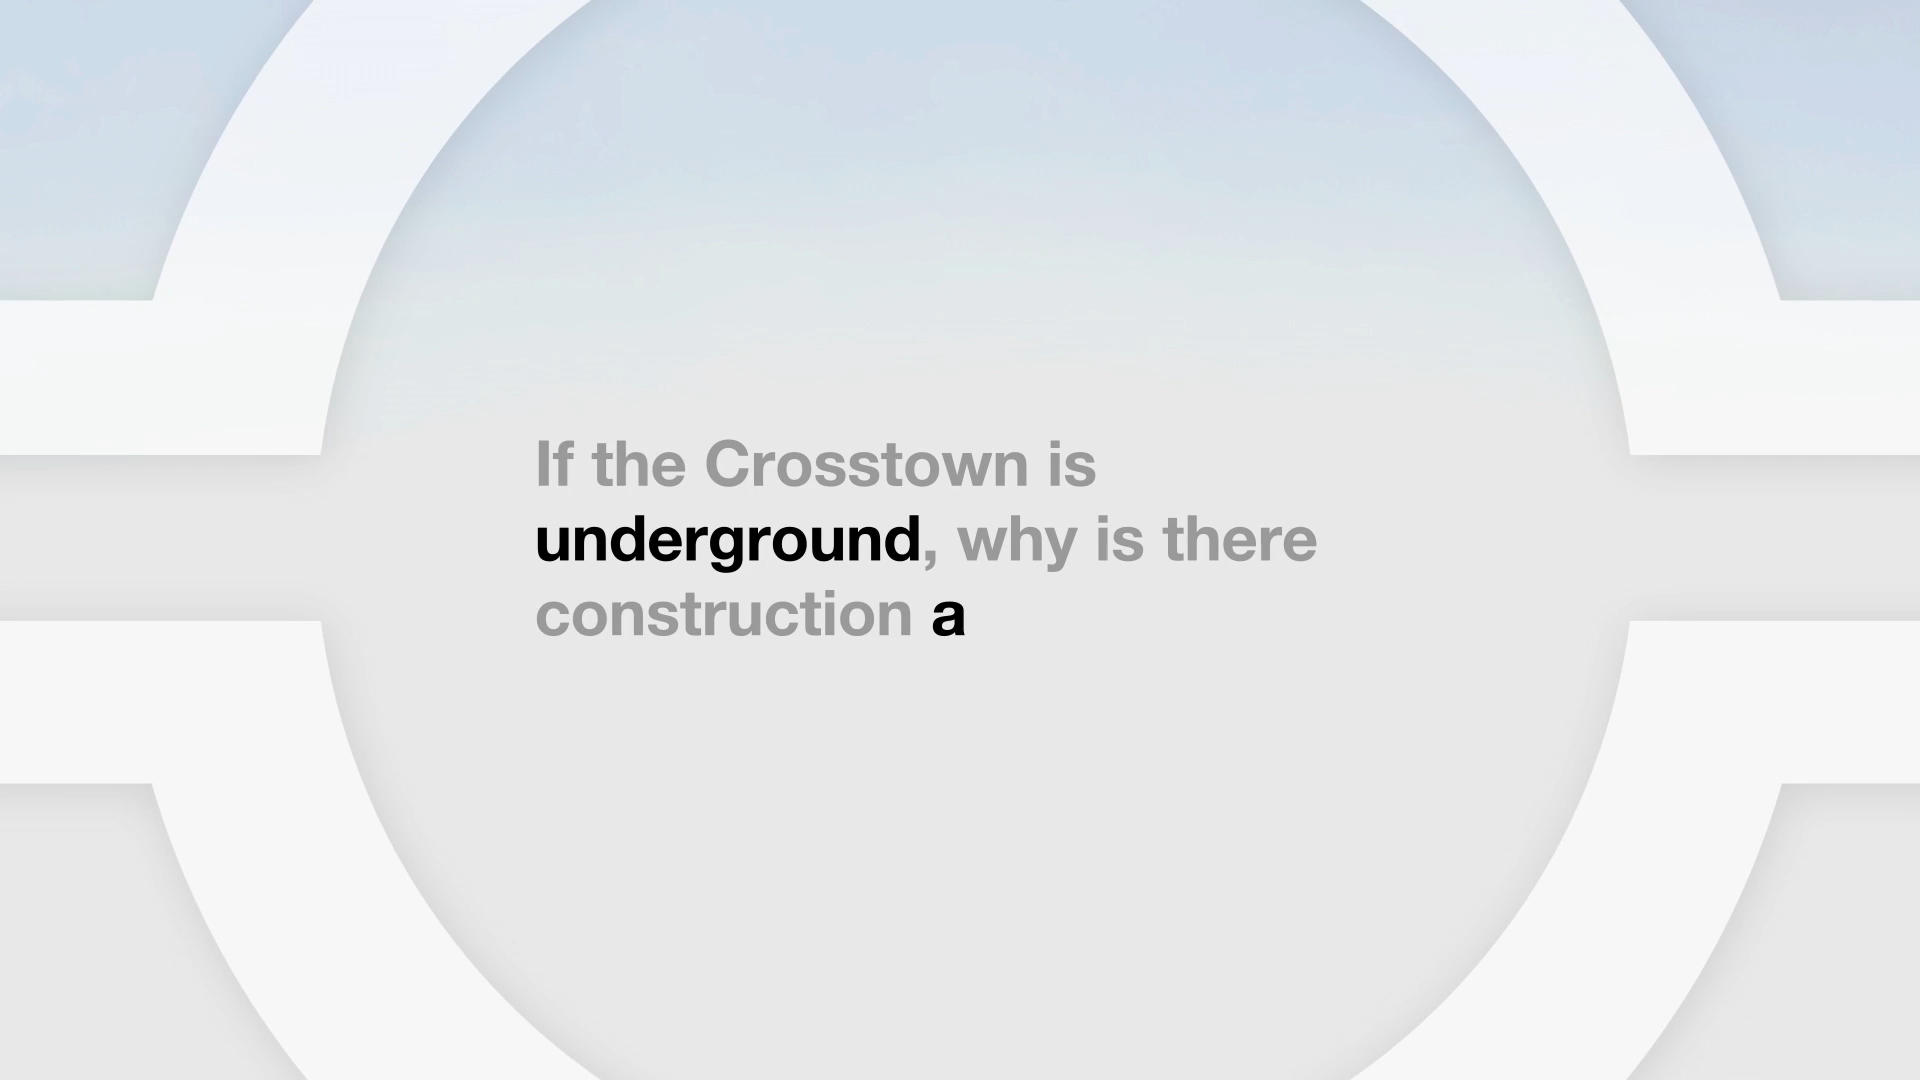 If the Crosstown is
underground, why is there
construction a